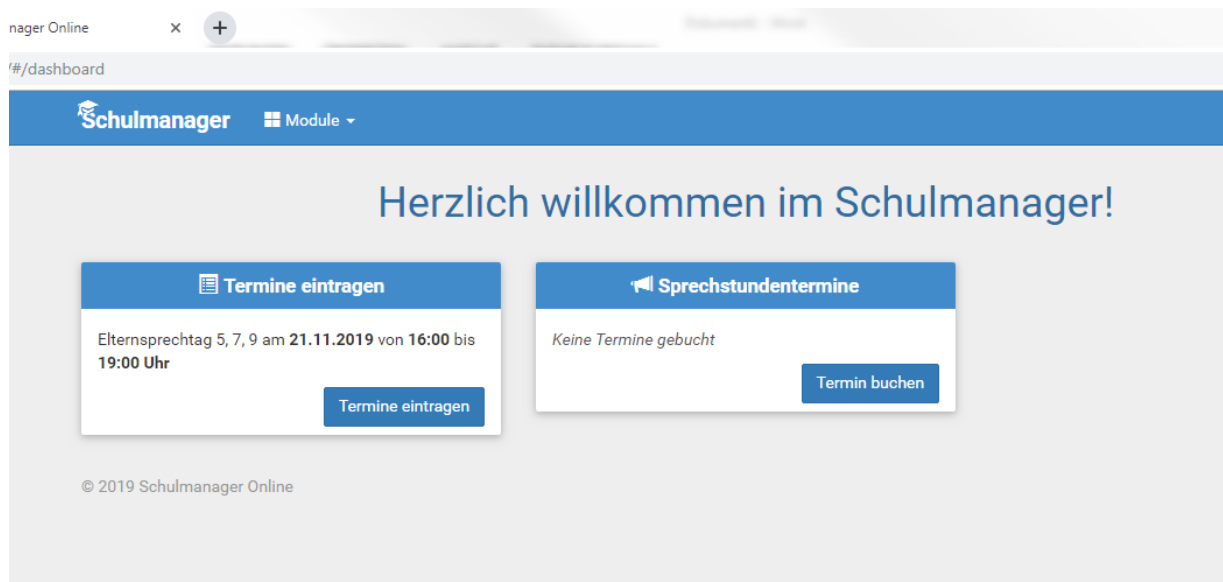 nager Online
/#/dashboard
Schulmanager Module
Herzlich willkommen im Schulmanager!
Termine eintragen
Elternsprechtag 5, 7, 9 am 21.11.2019 von 16:00 bis
19:00 Uhr
Termine eintragen
Sprechstundentermine
Keine Termine gebucht
Termin buchen
© 2019 Schulmanager Online